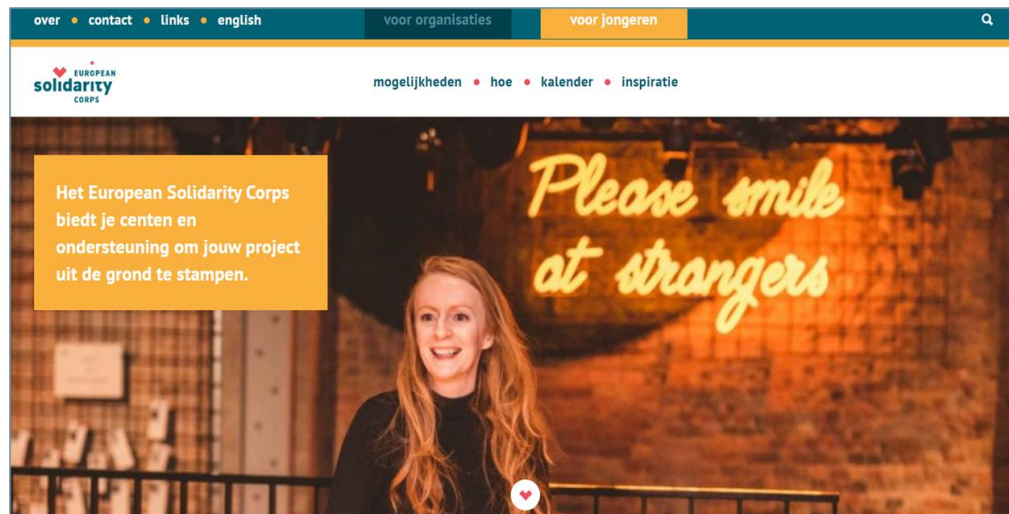 over • contact • links • english
voor organisaties
voor jongeren
EUROPEAN
solidarity
CORPS
mogelijkheden • hoe • kalender • inspiratie
Het European Solidarity Corps
biedt je centen en
ondersteuning om jouw project
uit de grond te stampen.
Please smile
at strangers